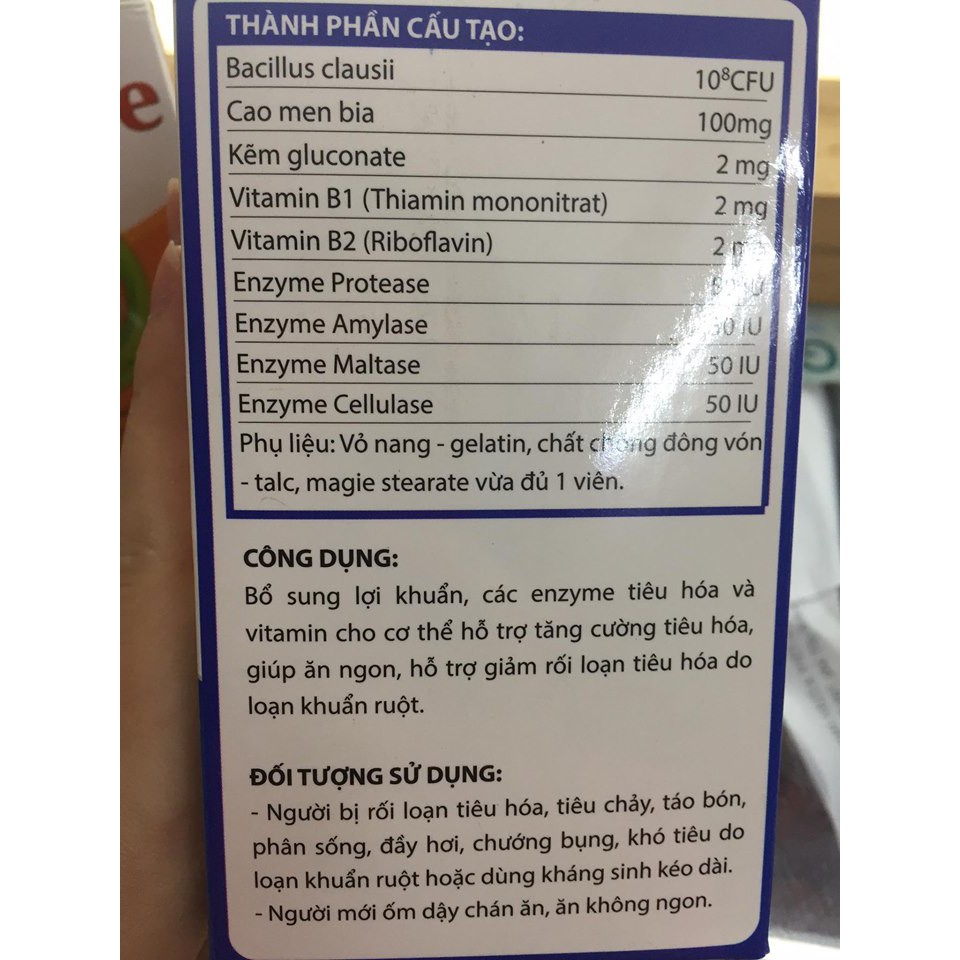 e
THÀNH PHẦN CẤU TẠO:
Bacillus clausii 10⁸CFU
Cao men bia 100mg
Kẽm gluconate 2 mg
Vitamin B1 (Thiamin mononitrat) 2 mg
Vitamin B2 (Riboflavin) 2 mg
Enzyme Protease
Enzyme Amylase IU
Enzyme Maltase 50 IU
Enzyme Cellulase 50 IU
Phụ liệu: Vỏ nang - gelatin, chất chống đông vón
- talc, magie stearate vừa đủ 1 viên.
CÔNG DỤNG:
Bổ sung lợi khuẩn, các enzyme tiêu hóa và
vitamin cho cơ thể hỗ trợ tăng cường tiêu hóa,
giúp ăn ngon, hỗ trợ giảm rối loạn tiêu hóa do
loạn khuẩn ruột.
ĐỐI TƯỢNG SỬ DỤNG:
- Người bị rối loạn tiêu hóa, tiêu chảy, táo bón,
phân sống, đầy hơi, chướng bụng, khó tiêu do
loạn khuẩn ruột hoặc dùng kháng sinh kéo dài.
- Người mới ốm dậy chán ăn, ăn không ngon.